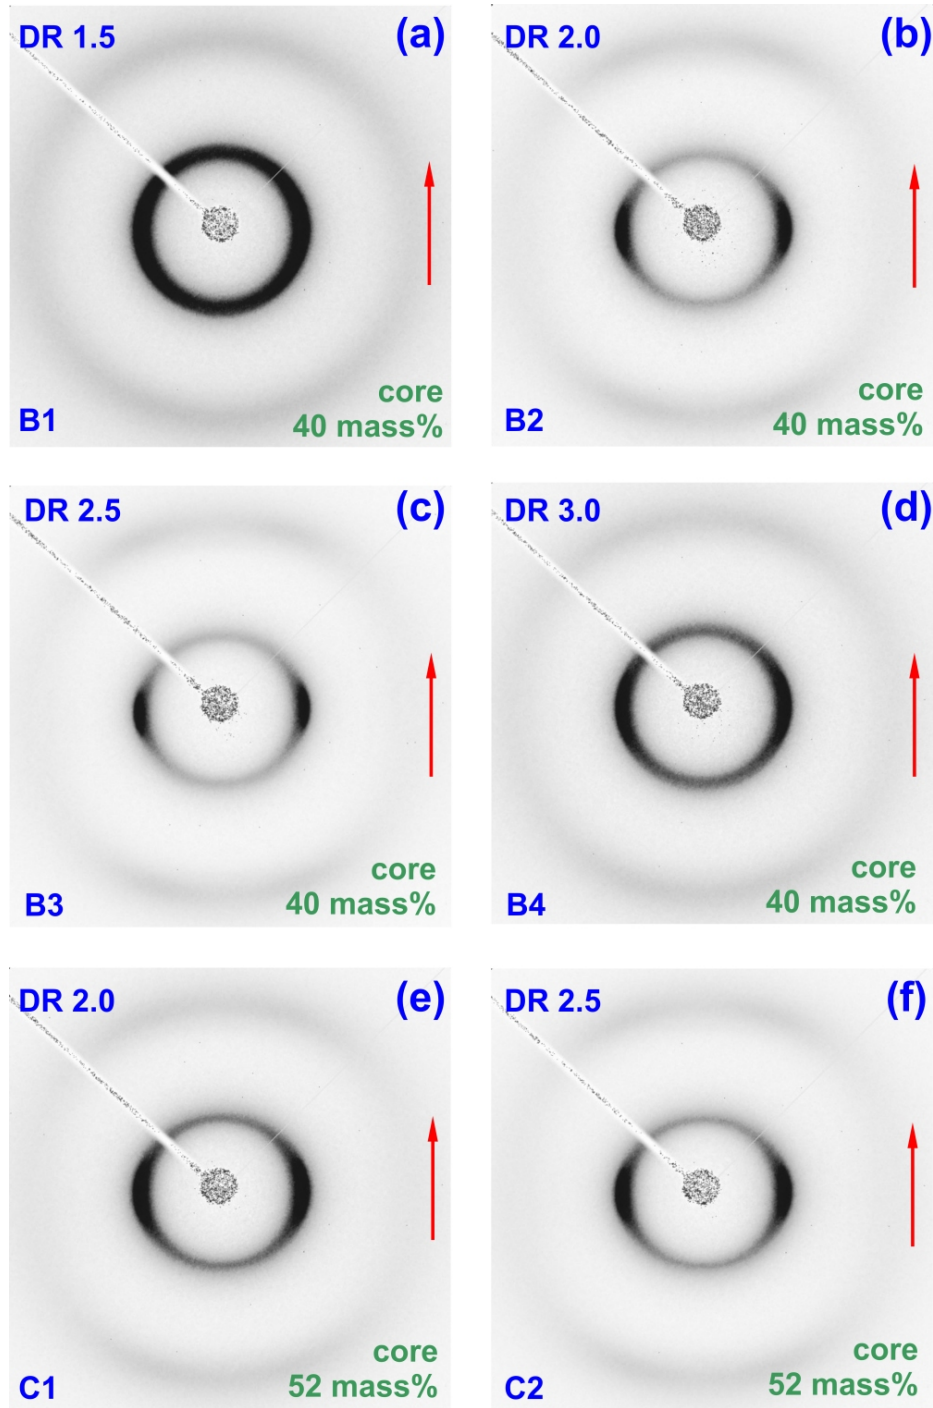 DR 1.5
(a)
core
40 mass%
B1
DR 2.0
(b)
core
40 mass%
B2
DR 2.5
(c)
core
40 mass%
B3
DR 3.0
(d)
core
40 mass%
B4
DR 2.0
(e)
core
52 mass%
C1
DR 2.5
(f)
core
52 mass%
C2